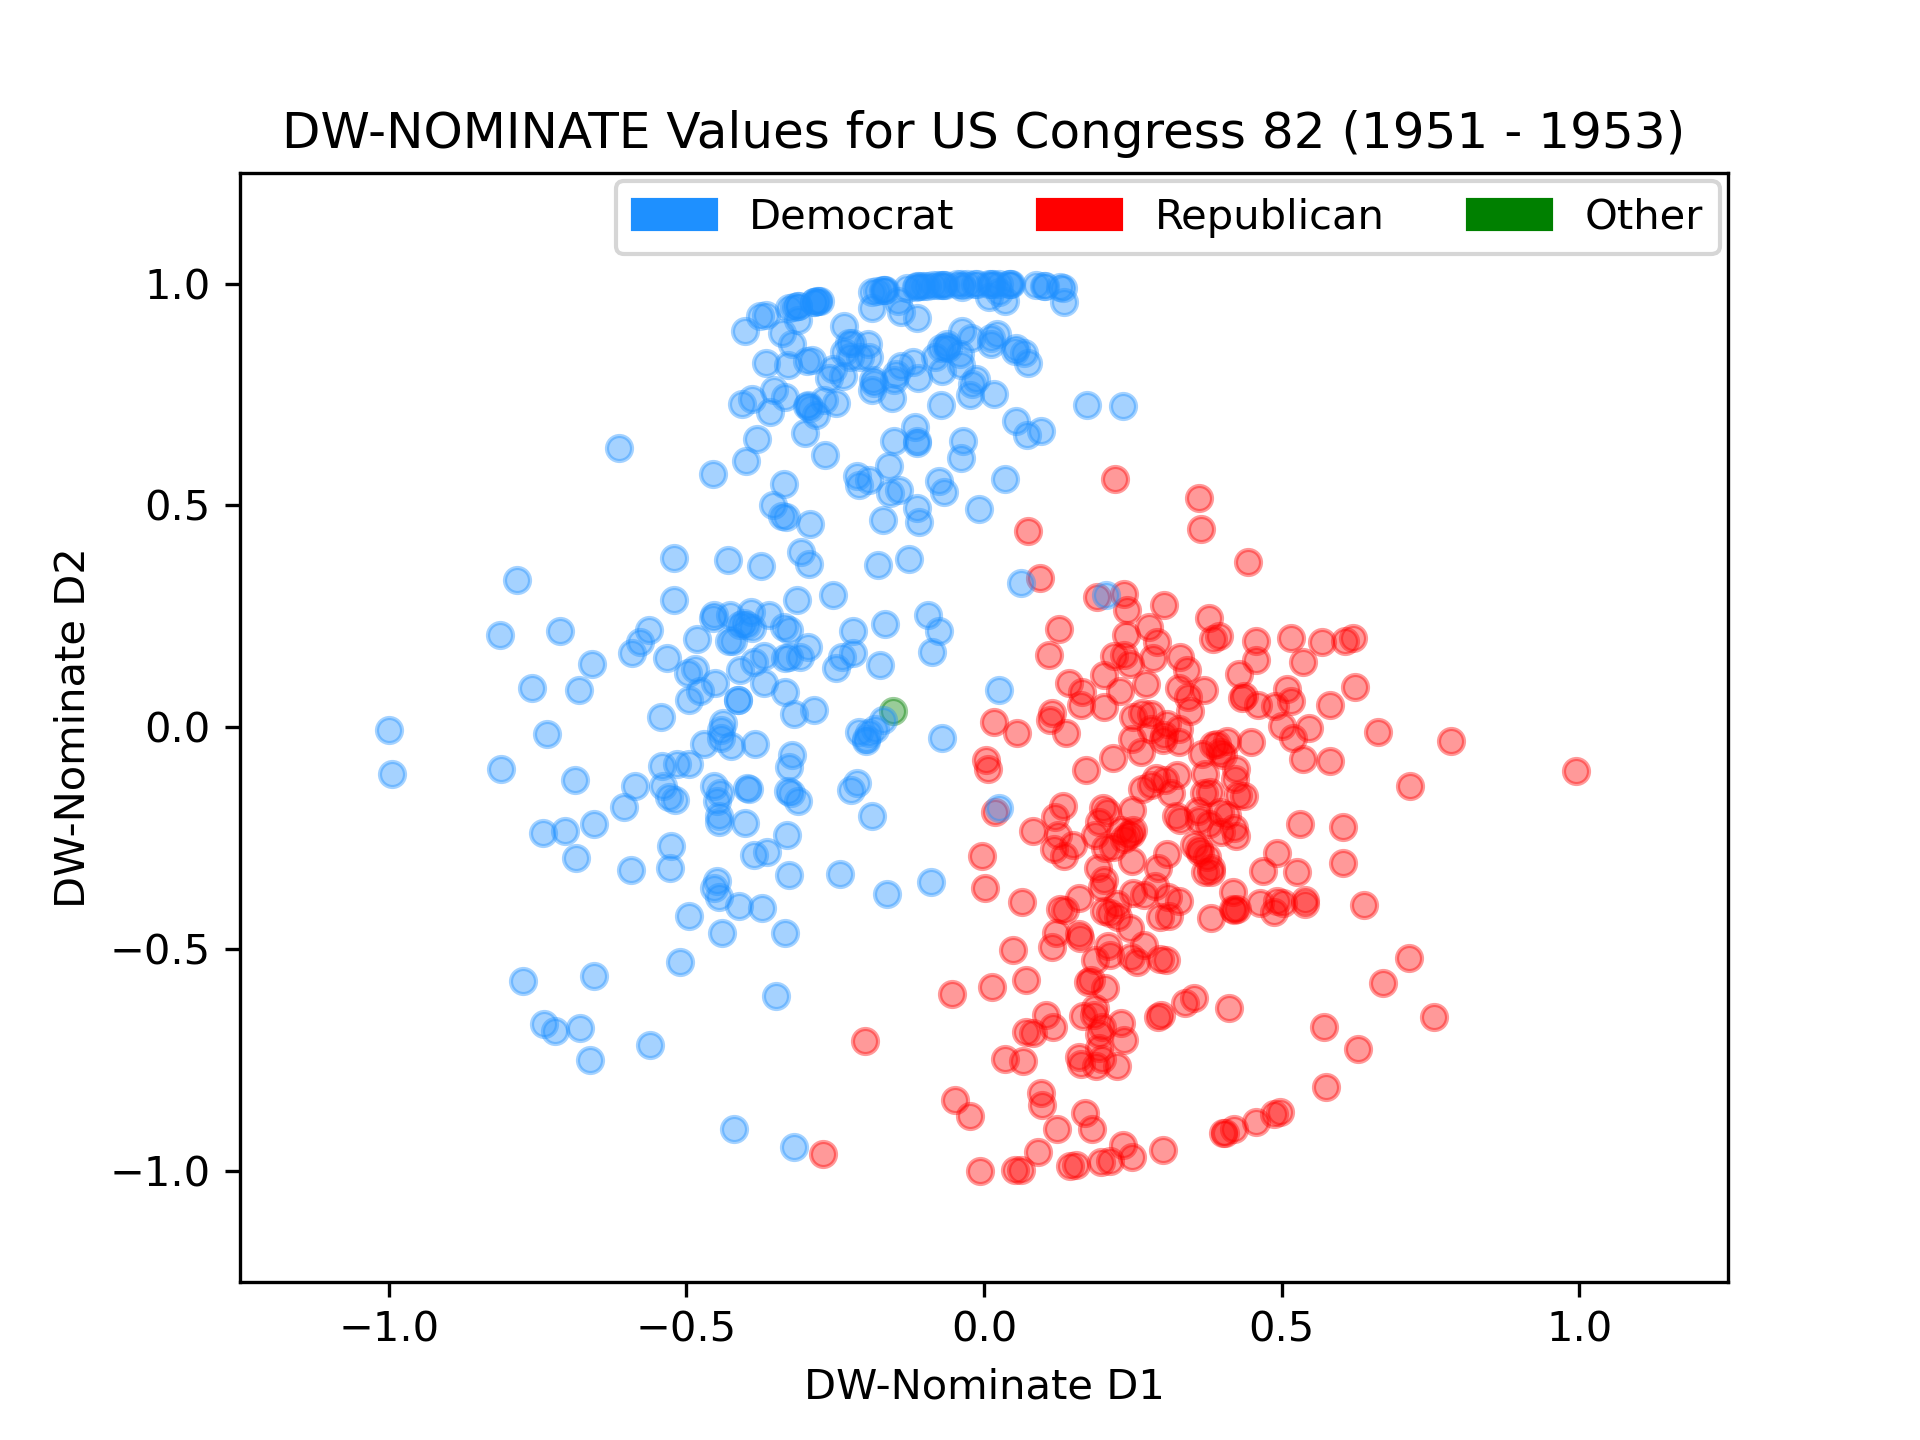 DW-NOMINATE Values for US Congress 82 (1951 - 1953)
Democrat Republican Other
1.0
0.5
0.0
−0.5
−1.0
DW-Nominate D2
−1.0 −0.5 0.0 0.5 1.0
DW-Nominate D1